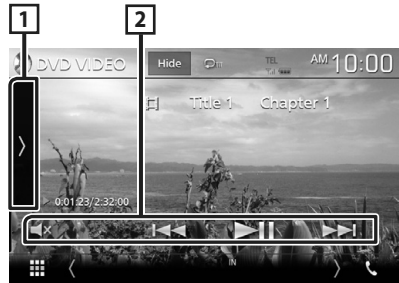 1 2
DVD VIDEO Hide TEL AM 10:00
Title 1 Chapter 1
0:01:23/2:32:00
IN